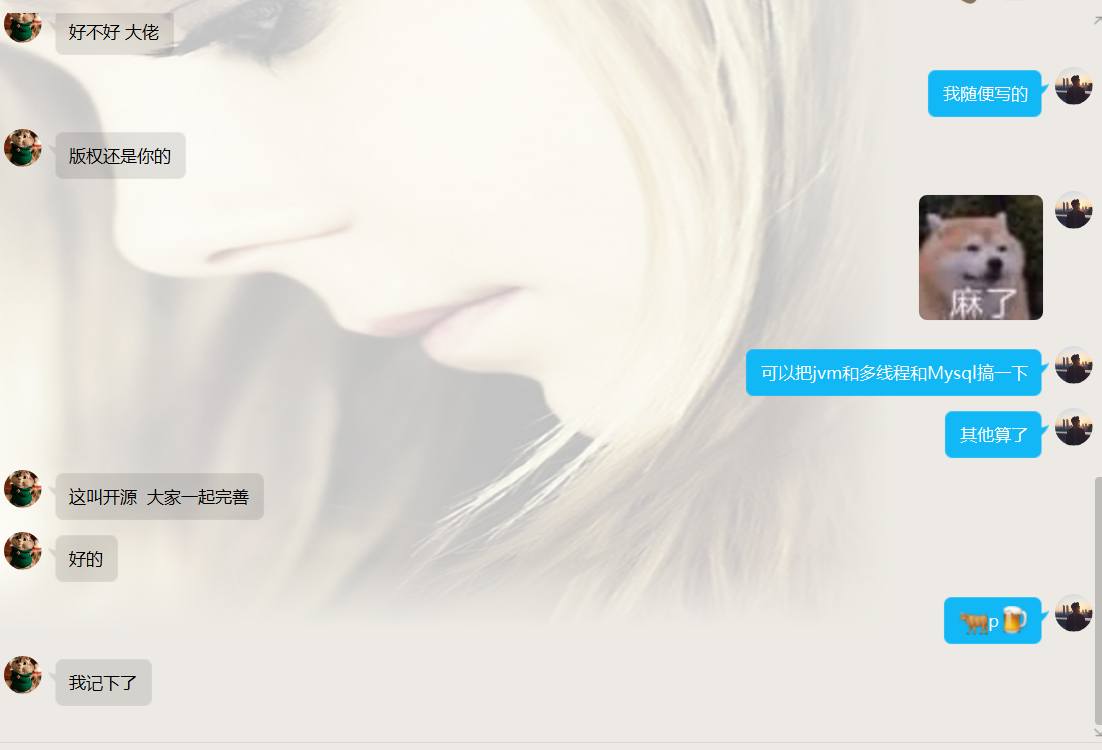 好不好 大佬
我随便写的
版权还是你的
麻了
可以把jvm和多线程和Mysql搞一下
其他算了
这叫开源  大家一起完善
好的
🐂p🍺
我记下了